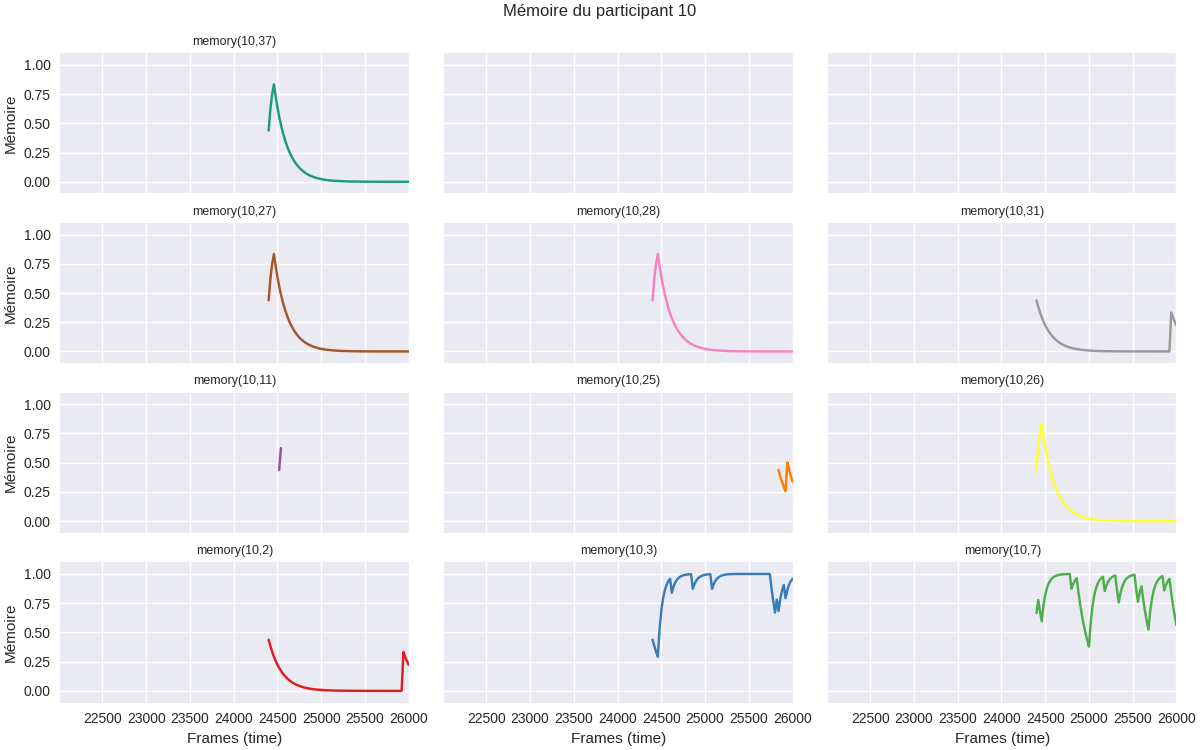 Mémoire du participant 10
memory(10,37)
Mémoire
1.00
0.75
0.50
0.25
0.00
memory(10,27) memory(10,28) memory(10,31)
Mémoire
1.00
0.75
0.50
0.25
0.00
memory(10,11) memory(10,25) memory(10,26)
Mémoire
1.00
0.75
0.50
0.25
0.00
memory(10,2) memory(10,3) memory(10,7)
Mémoire
1.00
0.75
0.50
0.25
0.00
22500 23000 23500 24000 24500 25000 25500 26000 22500 23000 23500 24000 24500 25000 25500 26000 22500 23000 23500 24000 24500 25000 25500 26000
Frames (time) Frames (time) Frames (time)